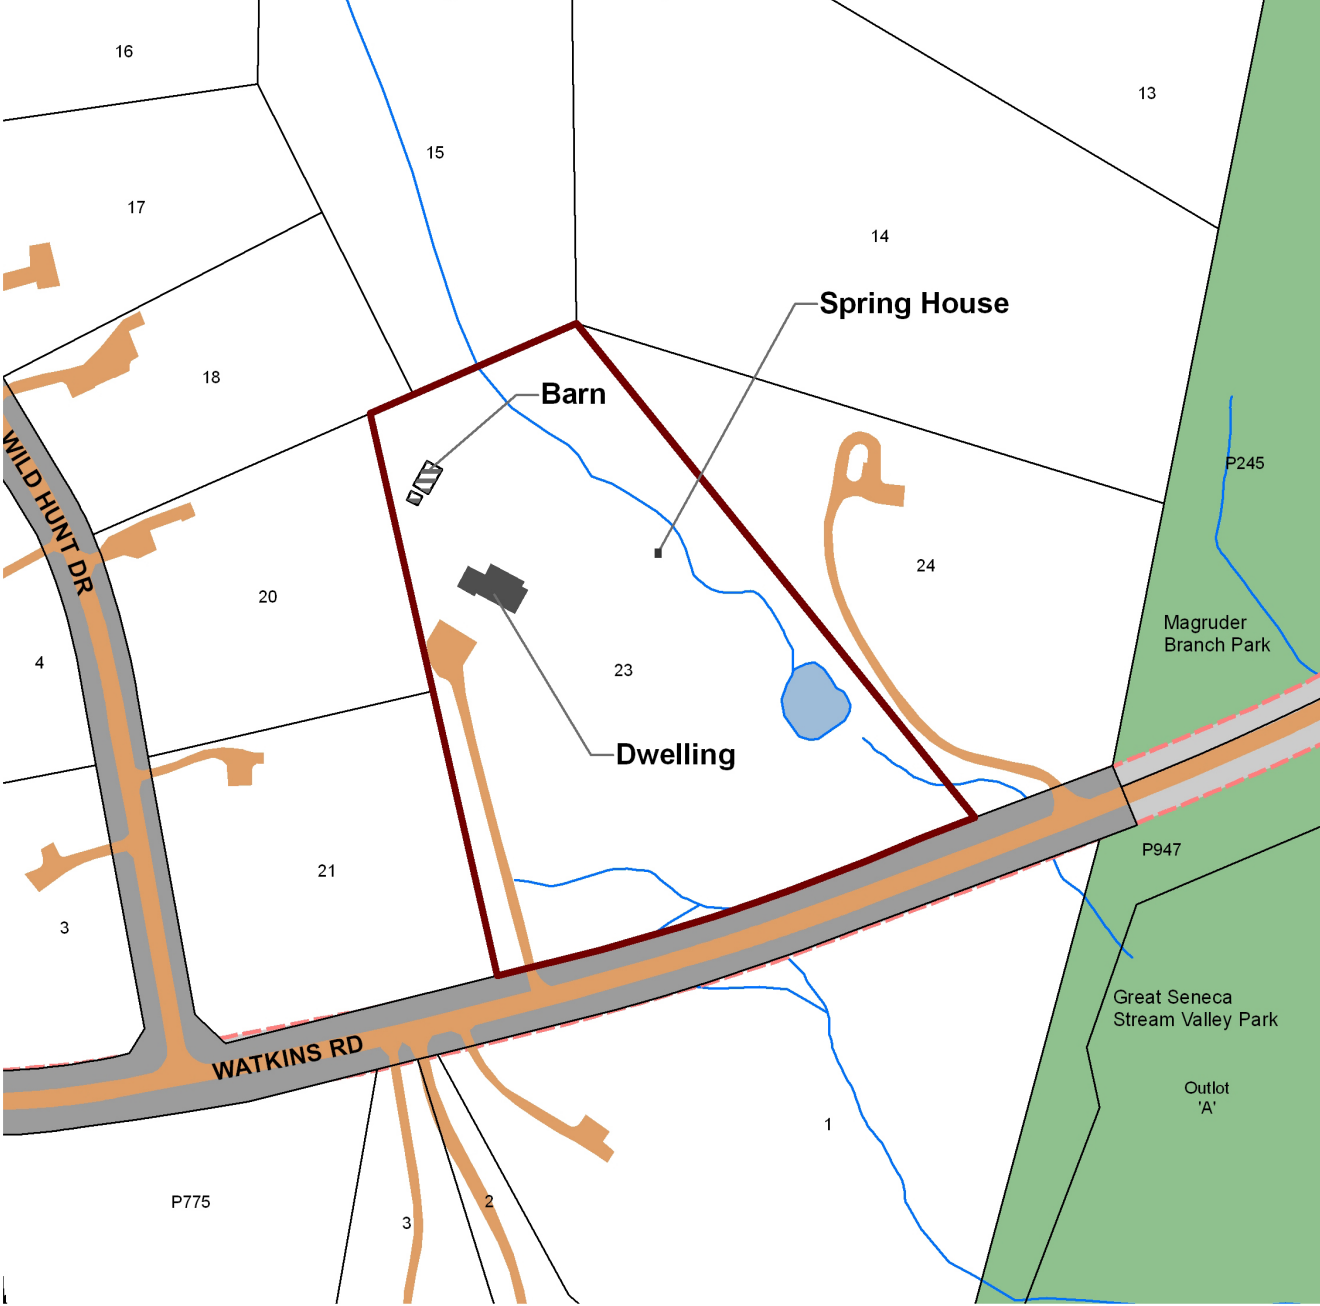 16
13
15
17
14
Spring House
18
Barn
P245
WILD HUNT DR
24
20
Magruder
Branch Park
4
23
Dwelling
P947
21
3
Great Seneca
Stream Valley Park
WATKINS RD
Outlot
'A'
1
P775
2
3